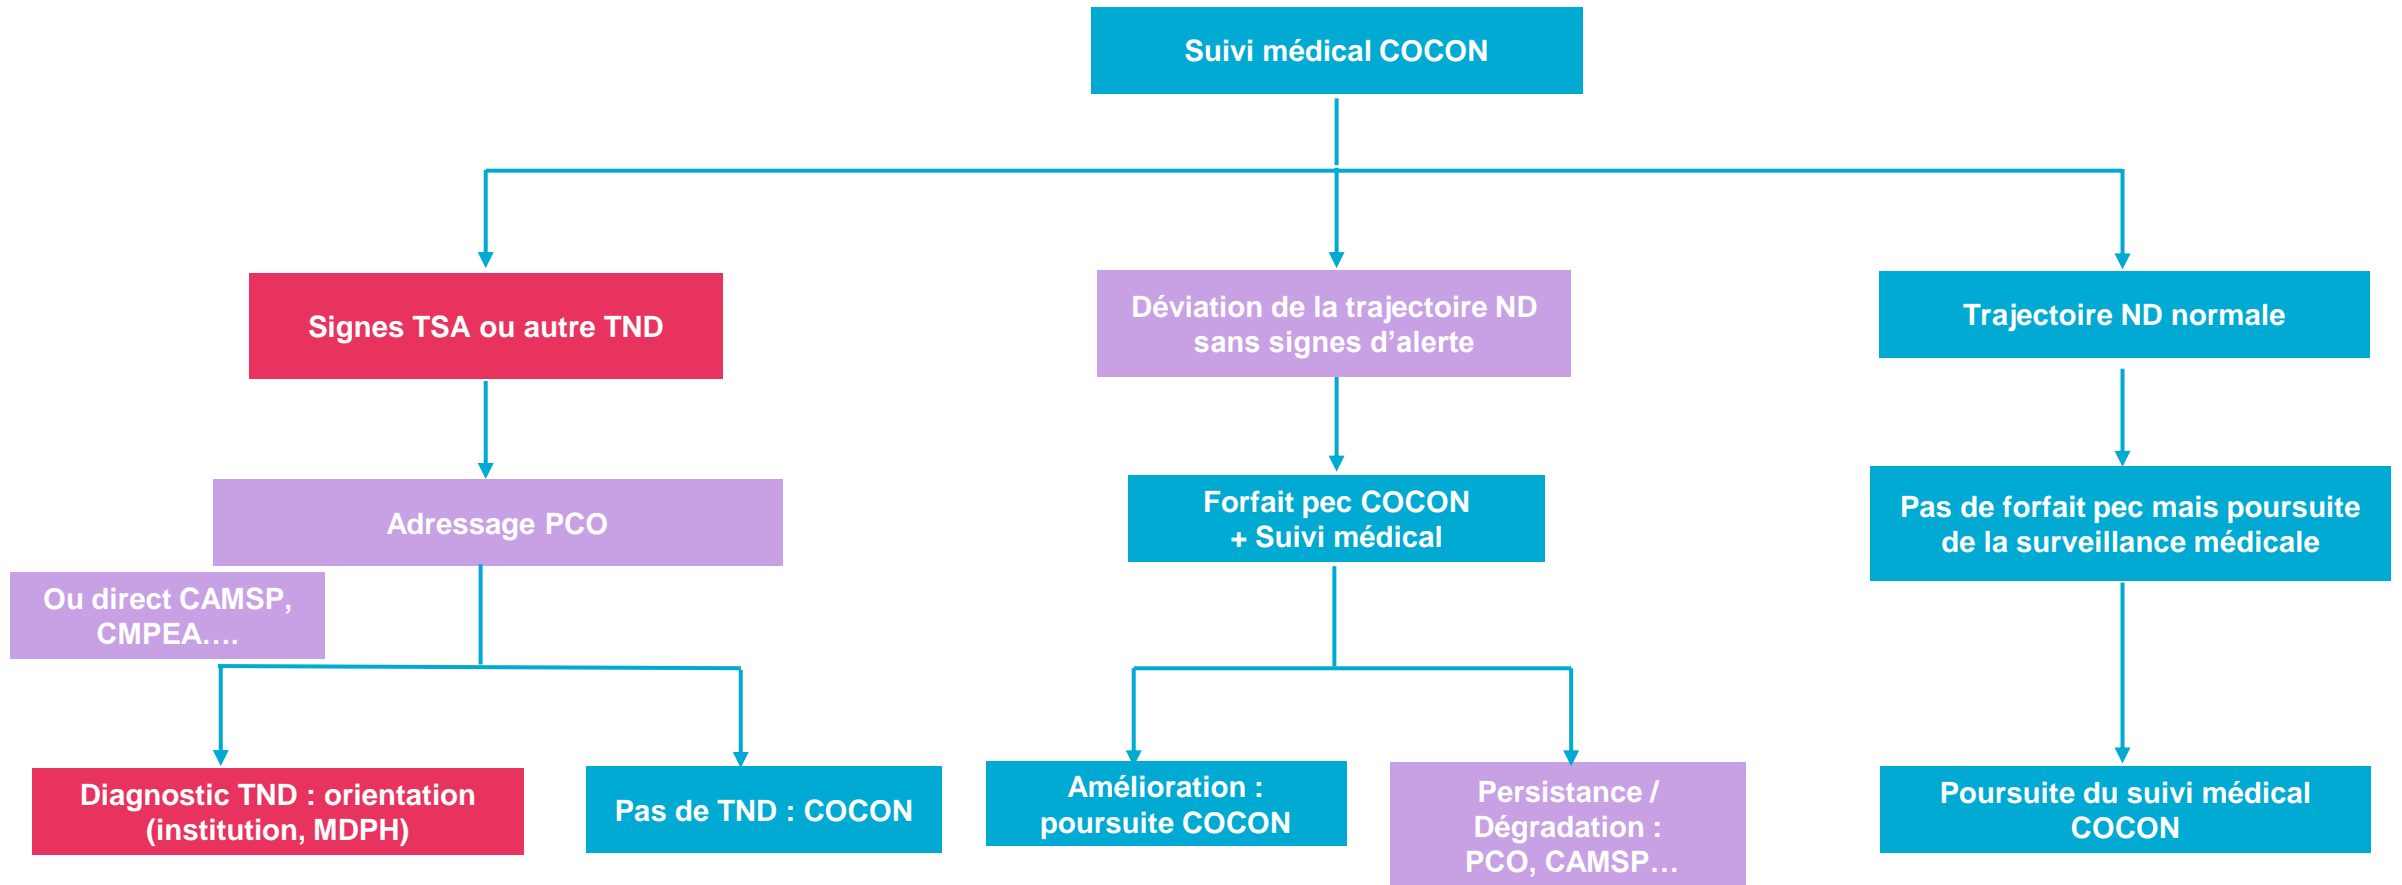 Suivi médical COCON
Signes TSA ou autre TND
Déviation de la trajectoire ND
sans signes d’alerte
Trajectoire ND normale
Adressage PCO
Forfait pec COCON
+ Suivi médical
Pas de forfait pec mais poursuite
de la surveillance médicale
Ou direct CAMSP,
CMPEA….
Diagnostic TND : orientation
(institution, MDPH)
Pas de TND : COCON
Amélioration :
poursuite COCON
Persistance /
Dégradation :
PCO, CAMSP…
Poursuite du suivi médical
COCON